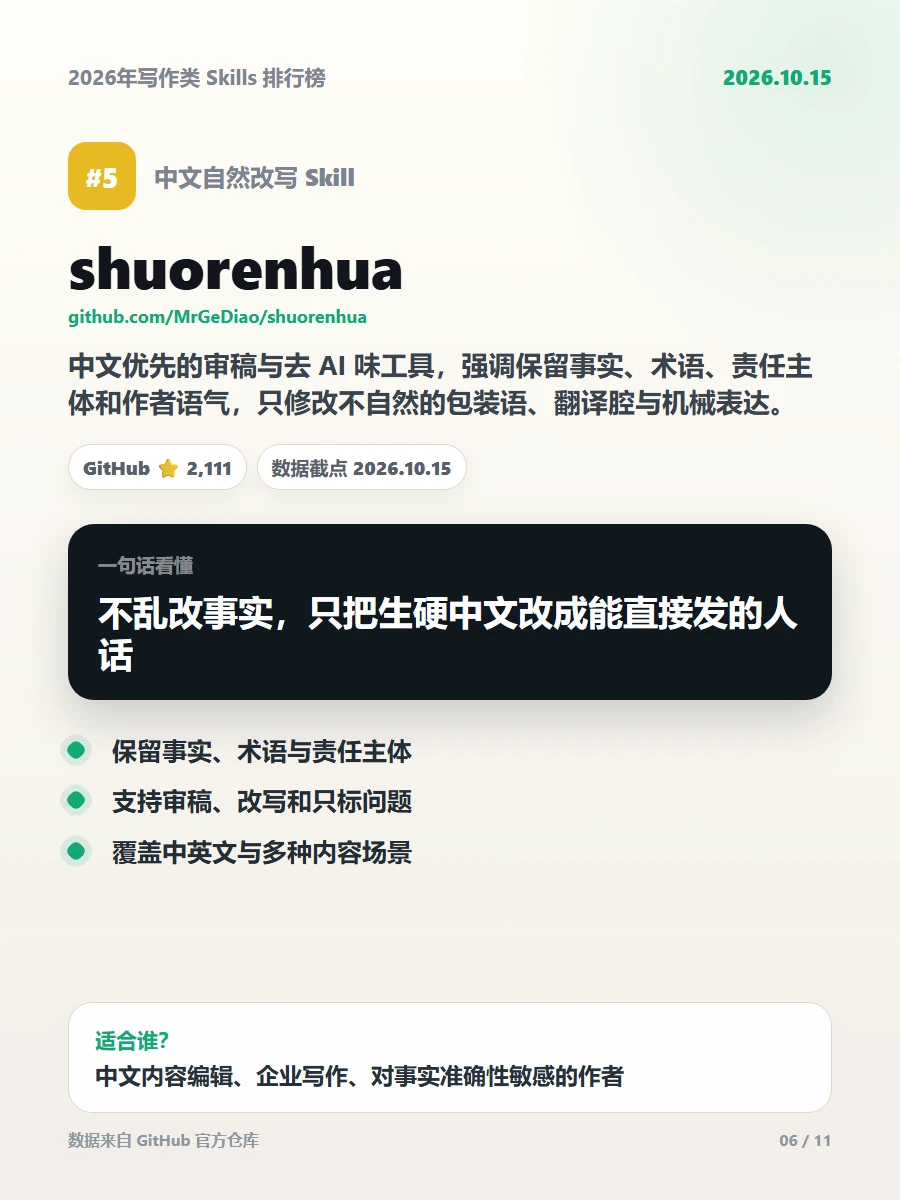 2026年写作类 Skills 排行榜
2026.10.15
#5
中文自然改写 Skill
shuorenhua
github.com/MrGeDiao/shuorenhua
中文优先的审稿与去 AI 味工具，强调保留事实、术语、责任主
体和作者语气，只修改不自然的包装语、翻译腔与机械表达。
GitHub ⭐ 2,111
数据截点 2026.10.15
一句话看懂
不乱改事实，只把生硬中文改成能直接发的人
话
保留事实、术语与责任主体
支持审稿、改写和只标问题
覆盖中英文与多种内容场景
适合谁？
中文内容编辑、企业写作、对事实准确性敏感的作者
数据来自 GitHub 官方仓库
06 / 11